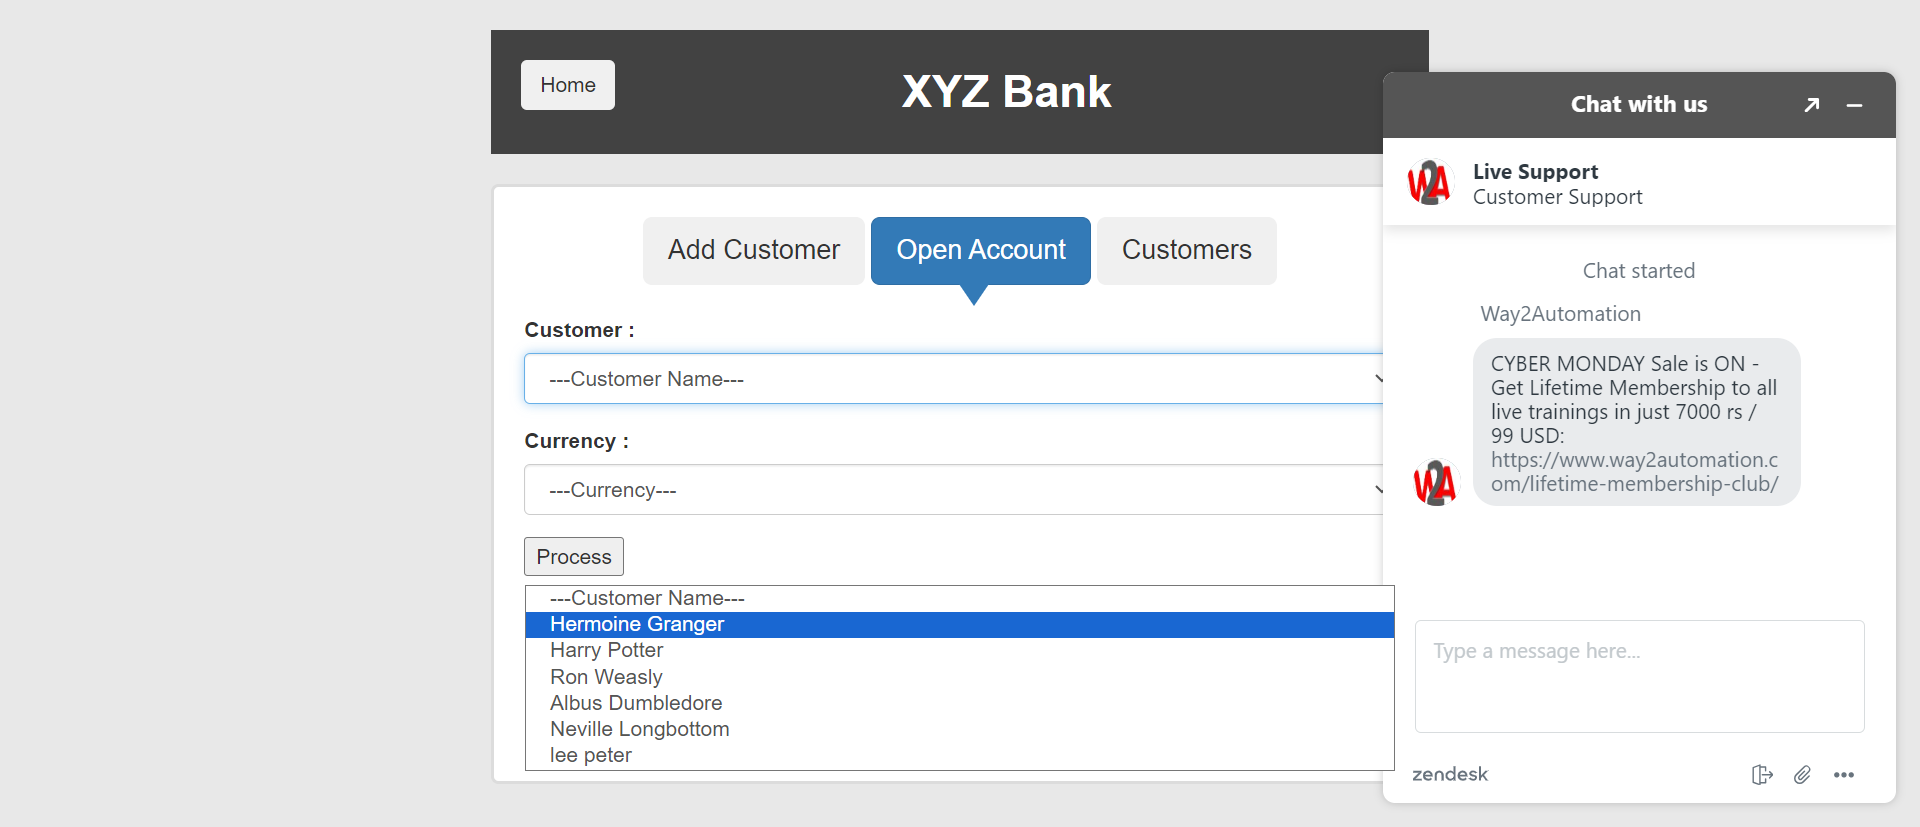 Home
XYZ Bank
Add Customer
Open Account
Customers
Customer :
---Customer Name---
Currency :
---Currency---
Process
---Customer Name---
Hermoine Granger
Harry Potter
Ron Weasly
Albus Dumbledore
Neville Longbottom
lee peter
Chat with us
W2A
Live Support
Customer Support
Chat started
Way2Automation
CYBER MONDAY Sale is ON -
Get Lifetime Membership to all
live trainings in just 7000 rs /
99 USD:
https://www.way2automation.c
om/lifetime-membership-club/
W2A
Type a message here...
zendesk